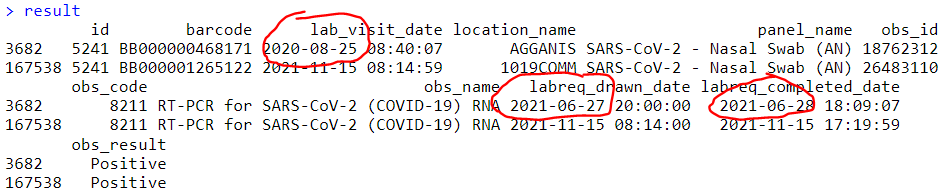 > result
id barcode lab_visit_date location_name panel_name obs_id
3682 5241 BB000000468171 2020-08-25 08:40:07 AGGANIS SARS-CoV-2 - Nasal Swab (AN) 18762312
167538 5241 BB000001265122 2021-11-15 08:14:59 1019COMM SARS-CoV-2 - Nasal Swab (AN) 26483110
obs_code obs_name labreq_drawn_date labreq_completed_date
3682 8211 RT-PCR for SARS-CoV-2 (COVID-19) RNA 2021-06-27 20:00:00 2021-06-28 18:09:07
167538 8211 RT-PCR for SARS-CoV-2 (COVID-19) RNA 2021-11-15 08:14:00 2021-11-15 17:19:59
obs_result
3682 Positive
167538 Positive